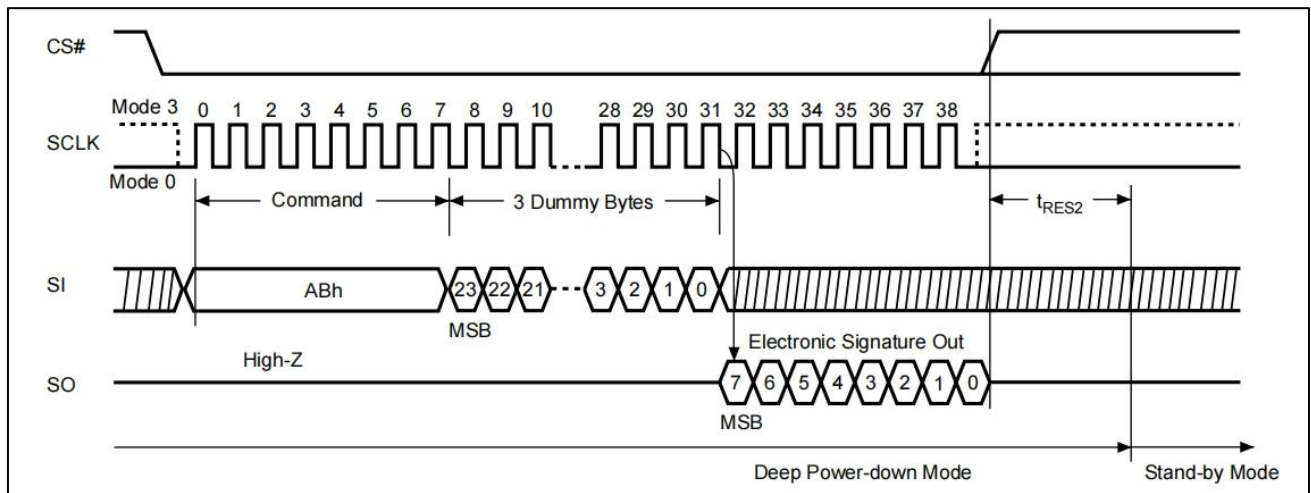 CS#
Mode 3 0 1 2 3 4 5 6 7 8 9 10 28 29 30 31 32 33 34 35 36 37 38
SCLK
Mode 0
Command 3 Dummy Bytes tRES2
SI ABh 23 22 21 3 2 1 0
MSB
Electronic Signature Out
High-Z
SO 7 6 5 4 3 2 1 0
MSB
Deep Power-down Mode Stand-by Mode